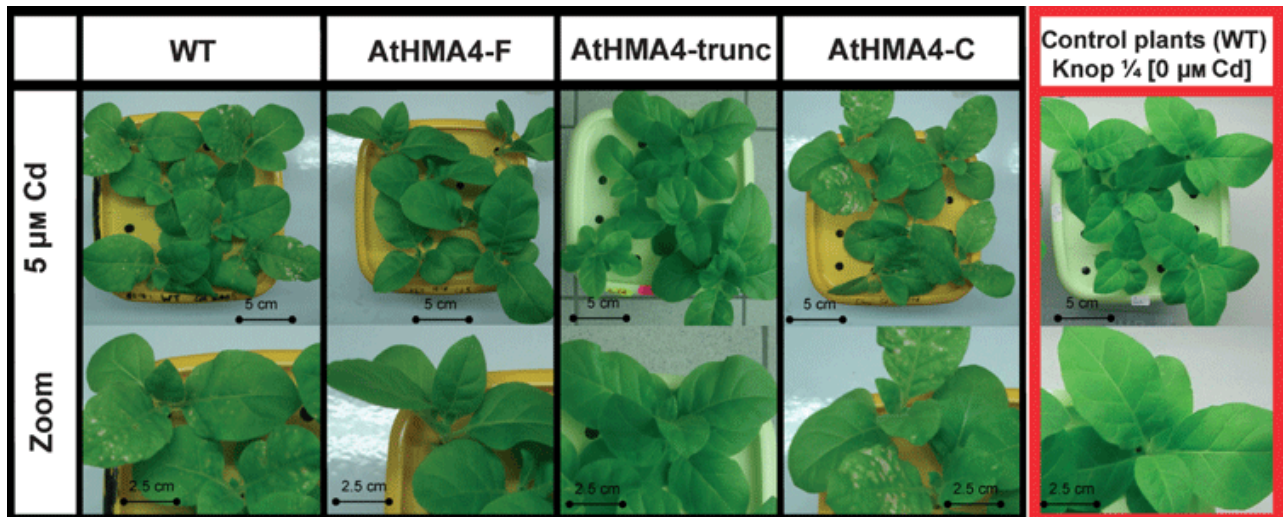 WT
AtHMA4-F
AtHMA4-trunc
AtHMA4-C
Control plants (WT)
Knop ¼ [0 µM Cd]
5 µM Cd
5 cm
5 cm
5 cm
5 cm
5 cm
Zoom
2.5 cm
2.5 cm
2.5 cm
2.5 cm
2.5 cm